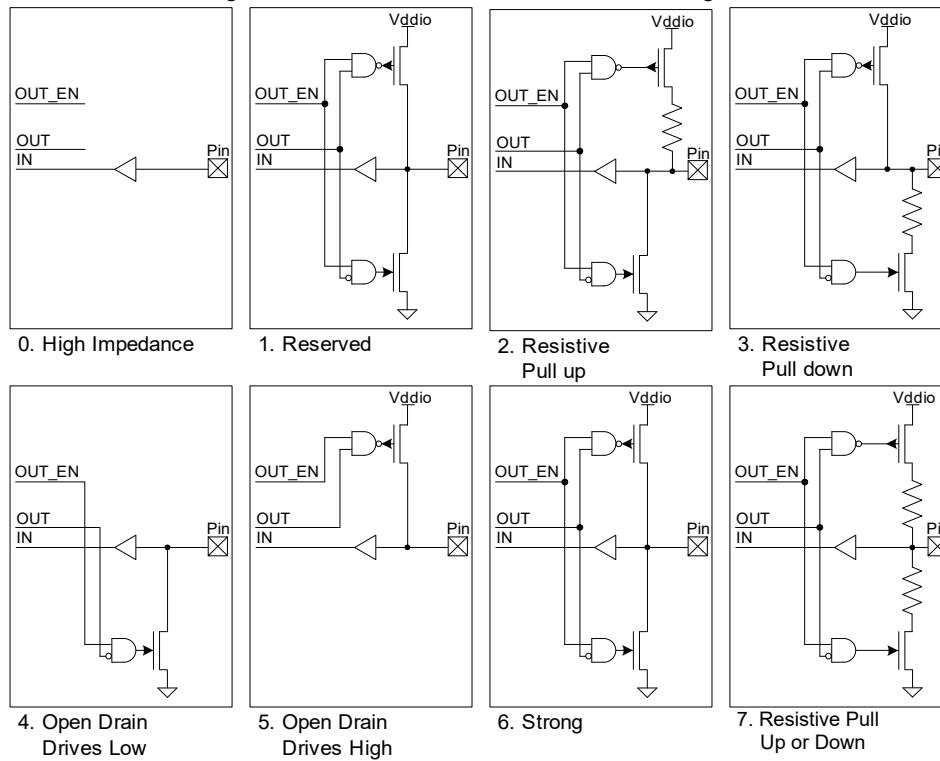 Vddio
OUT_EN
OUT
IN
Pin
0. High Impedance
Vddio
OUT_EN
OUT
IN
Pin
1. Reserved
Vddio
OUT_EN
OUT
IN
Pin
2. Resistive
Pull up
Vddio
OUT_EN
OUT
IN
3. Resistive
Pull down
OUT_EN
OUT
IN
Pin
4. Open Drain
Drives Low
Vddio
OUT_EN
OUT
IN
Pin
5. Open Drain
Drives High
Vddio
OUT_EN
OUT
IN
Pin
6. Strong
Vddio
OUT_EN
OUT
IN
7. Resistive Pull
Up or Down